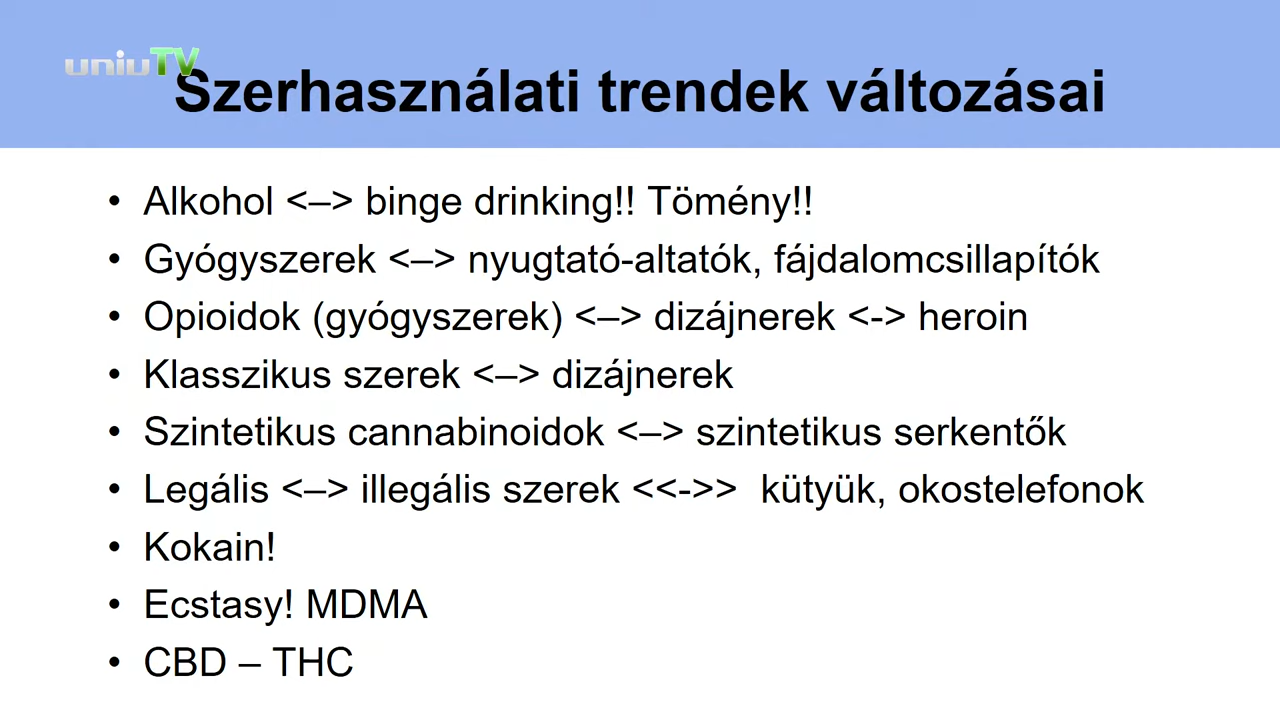 uniuTV
Szerhasználati trendek változásai
• Alkohol <–> binge drinking!! Tömény!!
• Gyógyszerek <–> nyugtató-altatók, fájdalomcsillapítók
• Opioidok (gyógyszerek) <–> dizájnerek <-> heroin
• Klasszikus szerek <–> dizájnerek
• Szintetikus cannabinoidok <–> szintetikus serkentők
• Legális <–> illegális szerek <<->> kütyük, okostelefonok
• Kokain!
• Ecstasy! MDMA
• CBD – THC